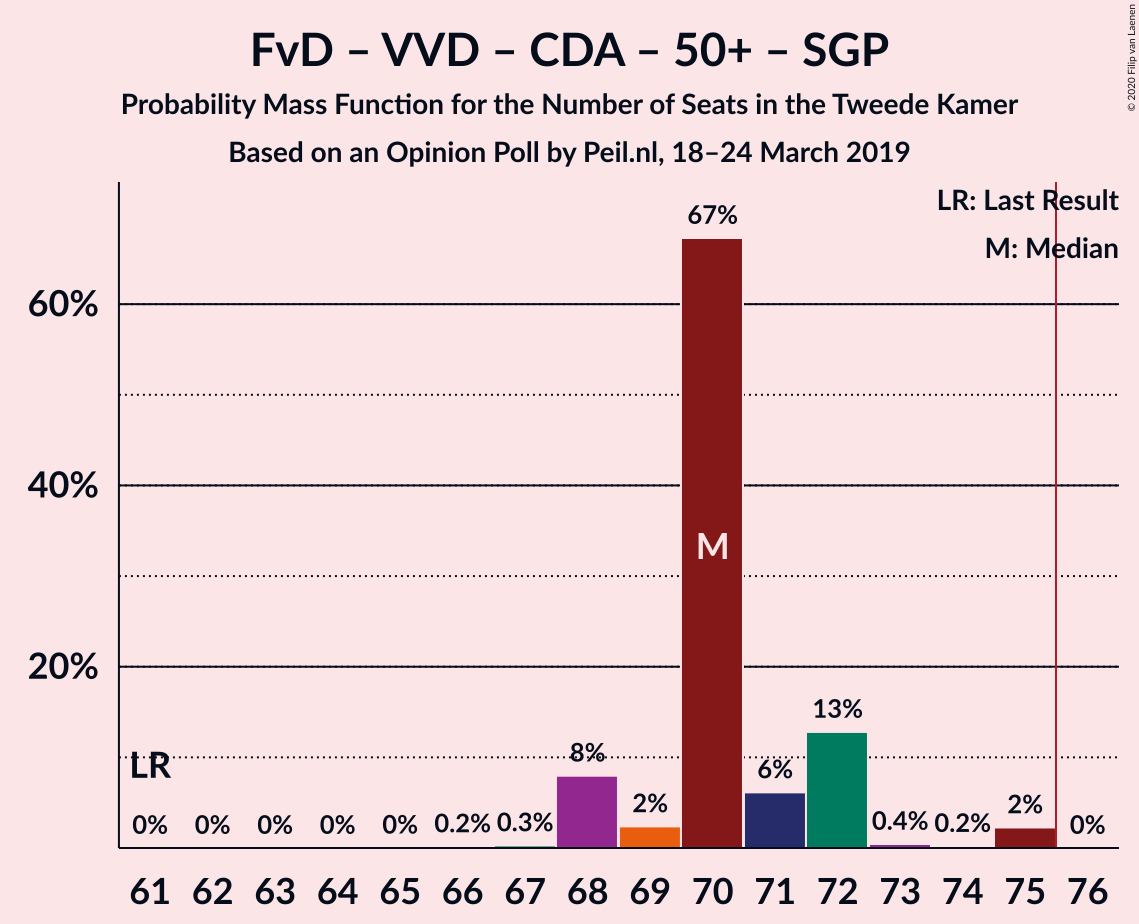 FvD – VVD – CDA – 50+ – SGP
Probability Mass Function for the Number of Seats in the Tweede Kamer
Based on an Opinion Poll by Peil.nl, 18–24 March 2019
© 2020 Filip van Laenen
LR: Last Result
M: Median
60%
40%
20%
67%
M
LR
0%
0%
0%
0%
0%
0.2%
0.3%
8%
2%
6%
13%
0.4%
0.2%
2%
0%
61 62 63 64 65 66 67 68 69 70 71 72 73 74 75 76